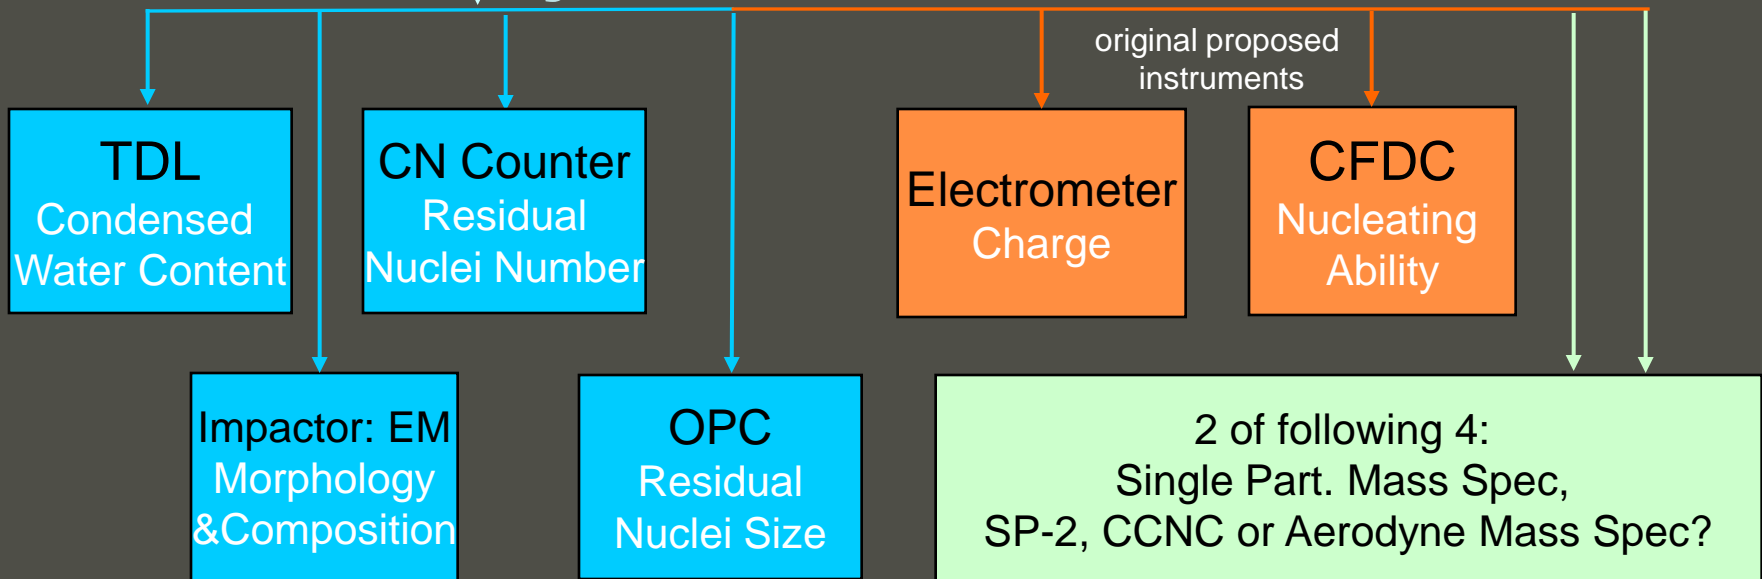 original proposed
instruments
TDL
Condensed
Water Content
CN Counter
Residual
Nuclei Number
Electrometer
Charge
CFDC
Nucleating
Ability
Impactor: EM
Morphology
&Composition
OPC
Residual
Nuclei Size
2 of following 4:
Single Part. Mass Spec,
SP-2, CCNC or Aerodyne Mass Spec?